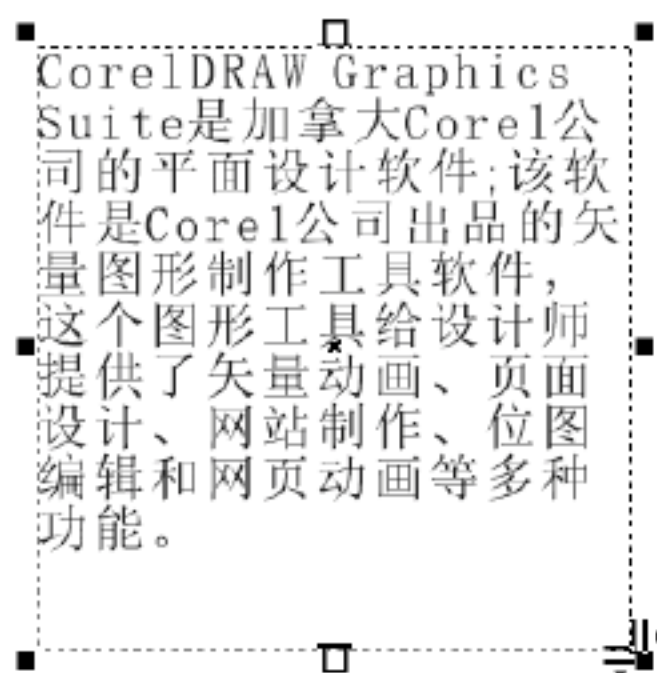 CorelDRAW Graphics
Suite是加拿大Corel公
司的平面设计软件;该软
件是Corel公司出品的矢
量图形制作工具软件，
这个图形工具给设计师
提供了矢量动画、页面
设计、网站制作、位图
编辑和网页动画等多种
功能。